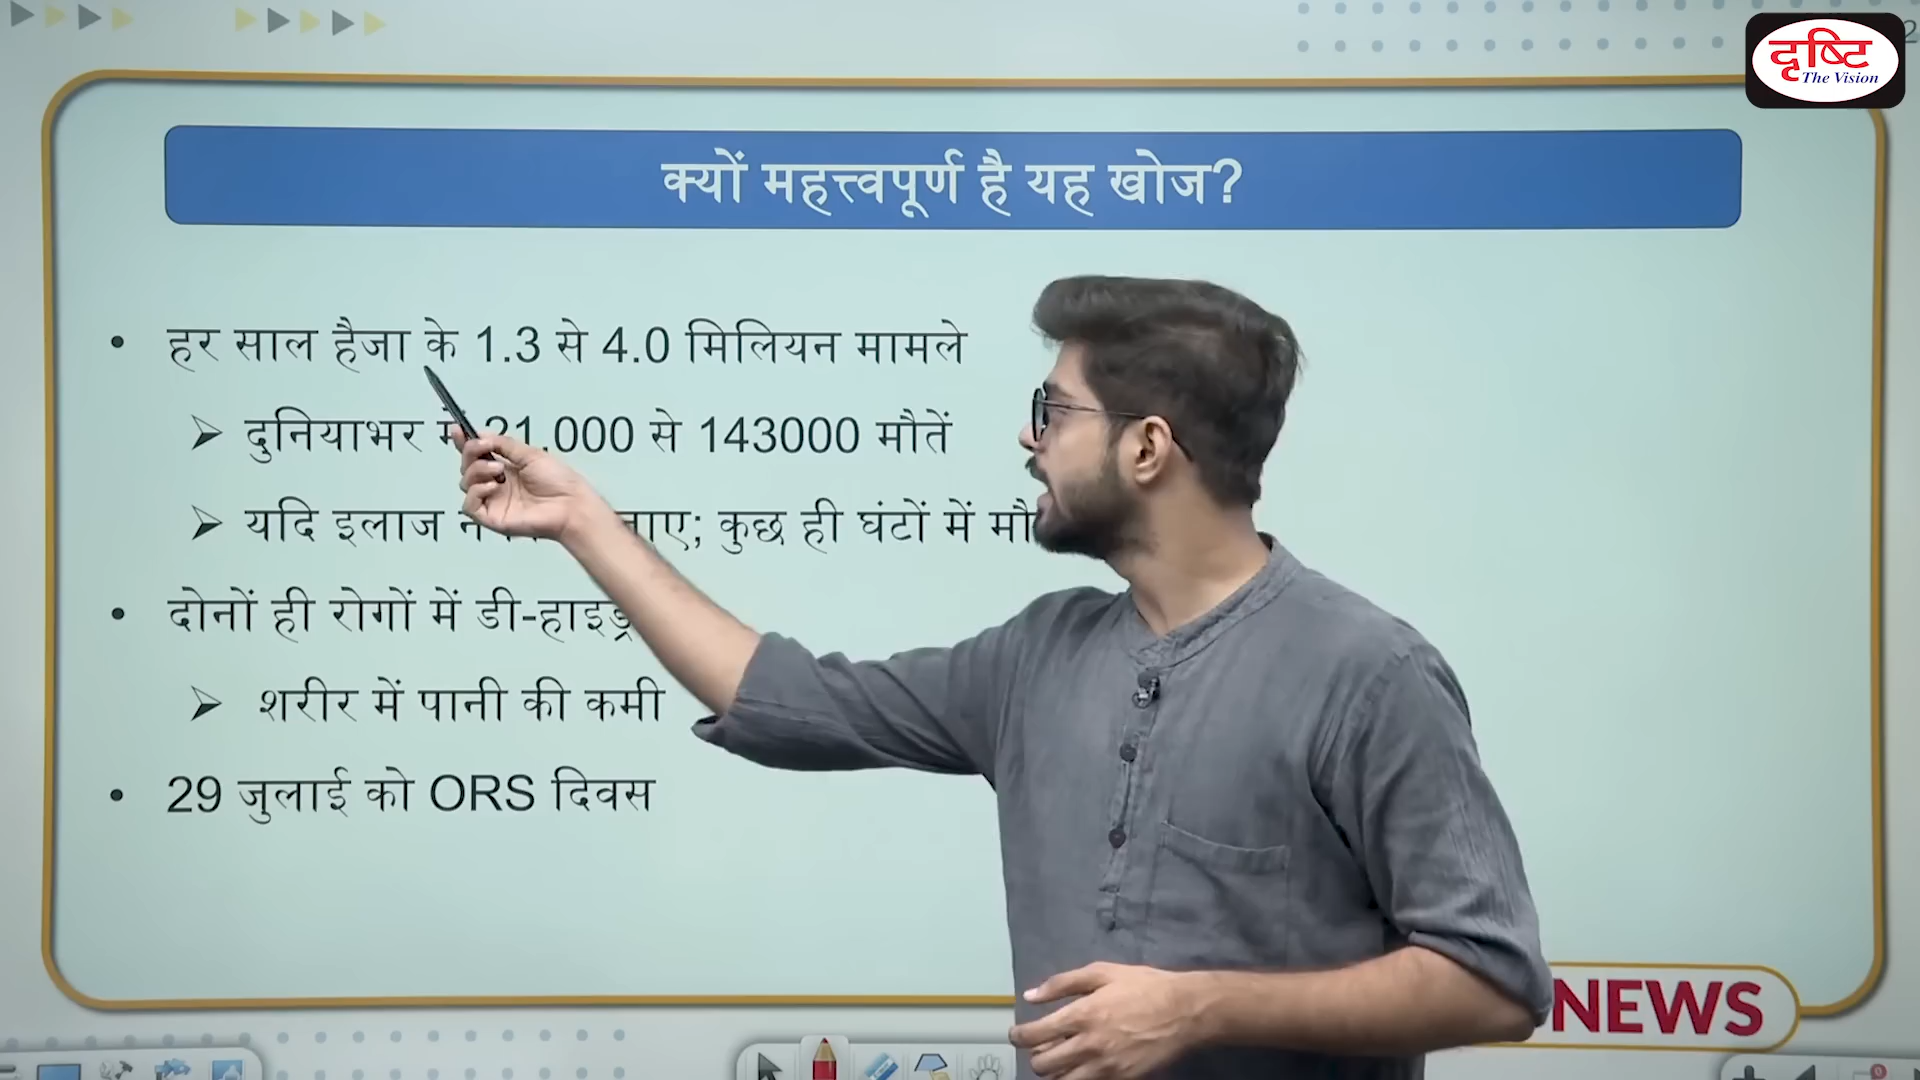 दृष्टि
The Vision
क्यों महत्त्वपूर्ण है यह खोज?
• हर साल हैजा के 1.3 से 4.0 मिलियन मामले
➢ दुनियाभर में 21,000 से 143000 मौतें
➢ यदि इलाज ; कुछ ही घंटों में
• दोनों ही रोगों में
➢ शरीर में पानी की कमी
• 29 जुलाई को ORS दिवस
NEWS